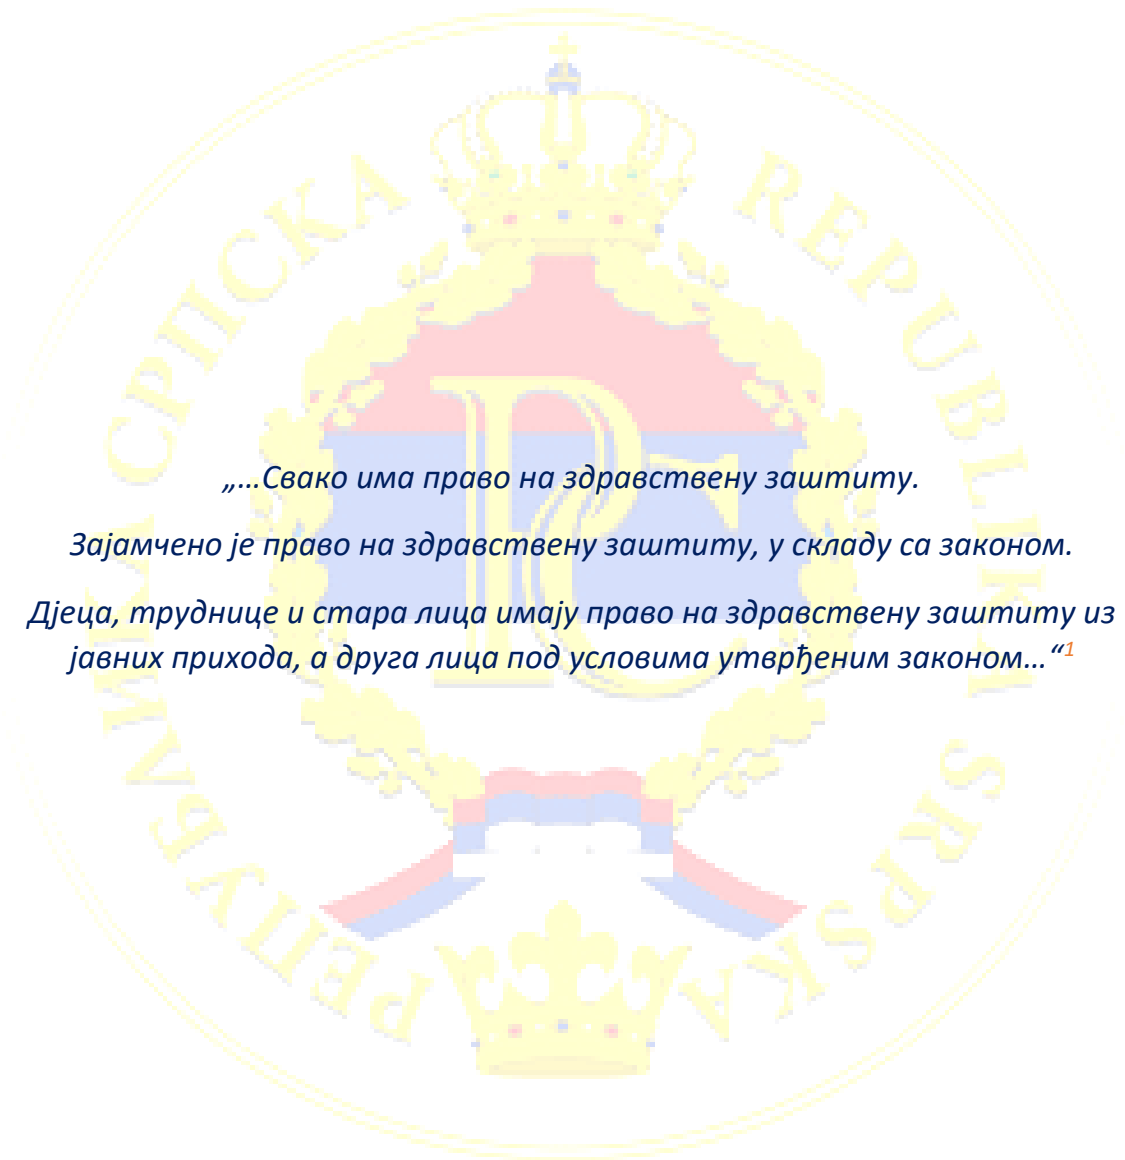 „...Свако има право на здравствену заштиту.
Зајамчено је право на здравствену заштиту, у складу са законом.
Дјеца, труднице и стара лица имају право на здравствену заштиту из
јавних прихода, а друга лица под условима утврђеним законом...“1
РЕПУБЛИКА СРПСКА
REPUBLIKA SRPSKA
РС